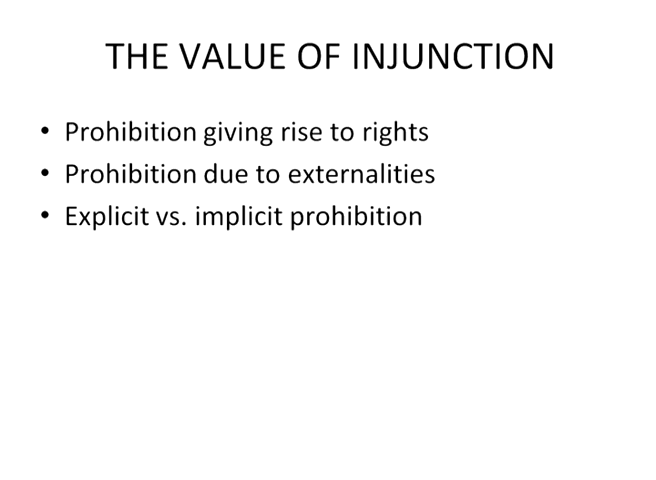 THE VALUE OF INJUNCTION
• Prohibition giving rise to rights
• Prohibition due to externalities
• Explicit vs. implicit prohibition